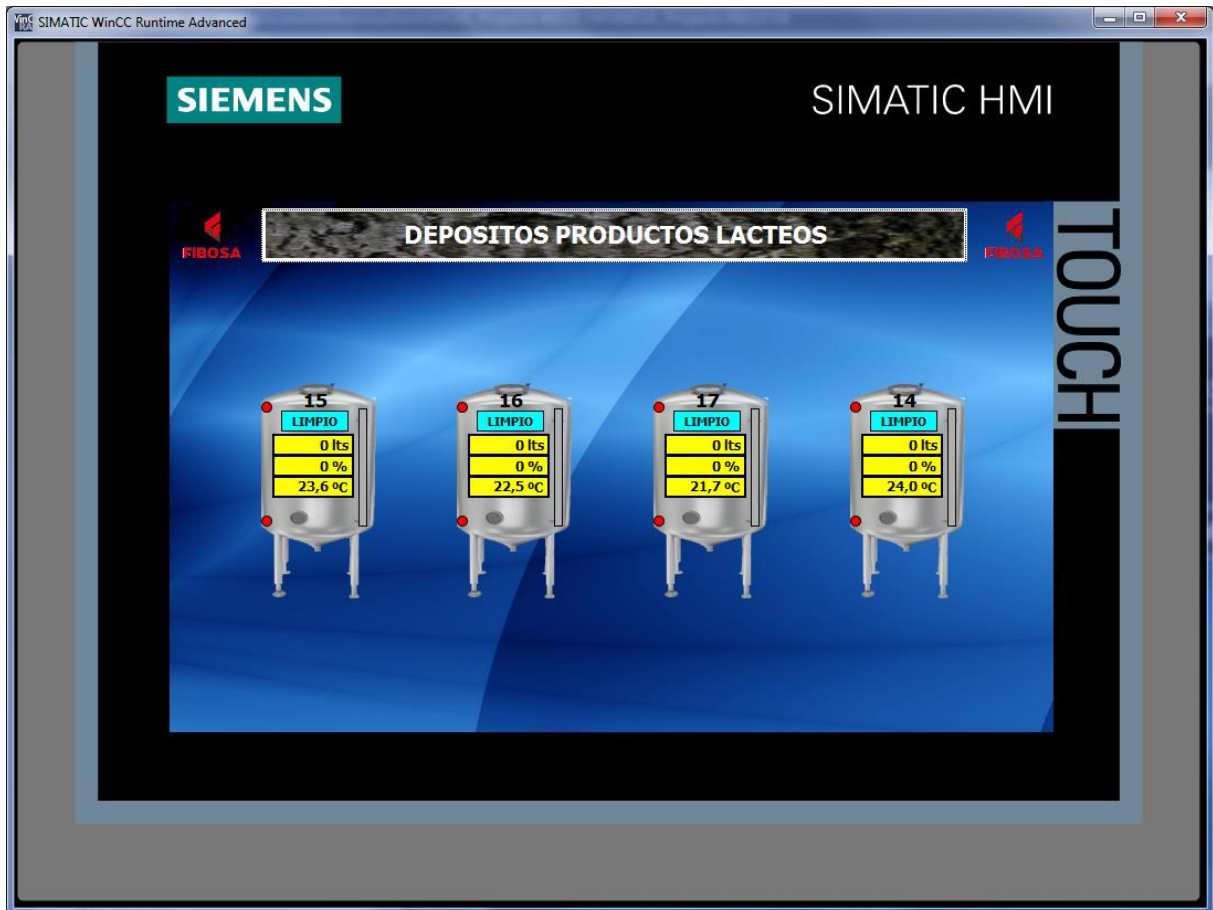 SIMATIC WinCC Runtime Advanced
SIEMENS
SIMATIC HMI
TOUCH
FIBOSA
DEPOSITOS PRODUCTOS LACTEOS
FIBOSA
15
LIMPIO
0 lts
0 %
23,6 ºC
16
LIMPIO
0 lts
0 %
22,5 ºC
17
LIMPIO
0 lts
0 %
21,7 ºC
14
LIMPIO
0 lts
0 %
24,0 ºC